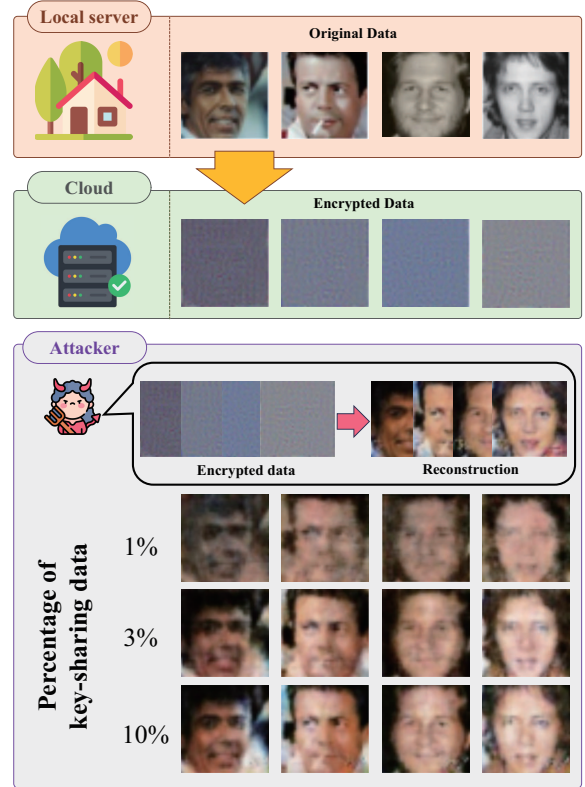 Local server
Original Data
Cloud
Encrypted Data
Attacker
Encrypted data
Reconstruction
Percentage of
key-sharing data
1%
3%
10%